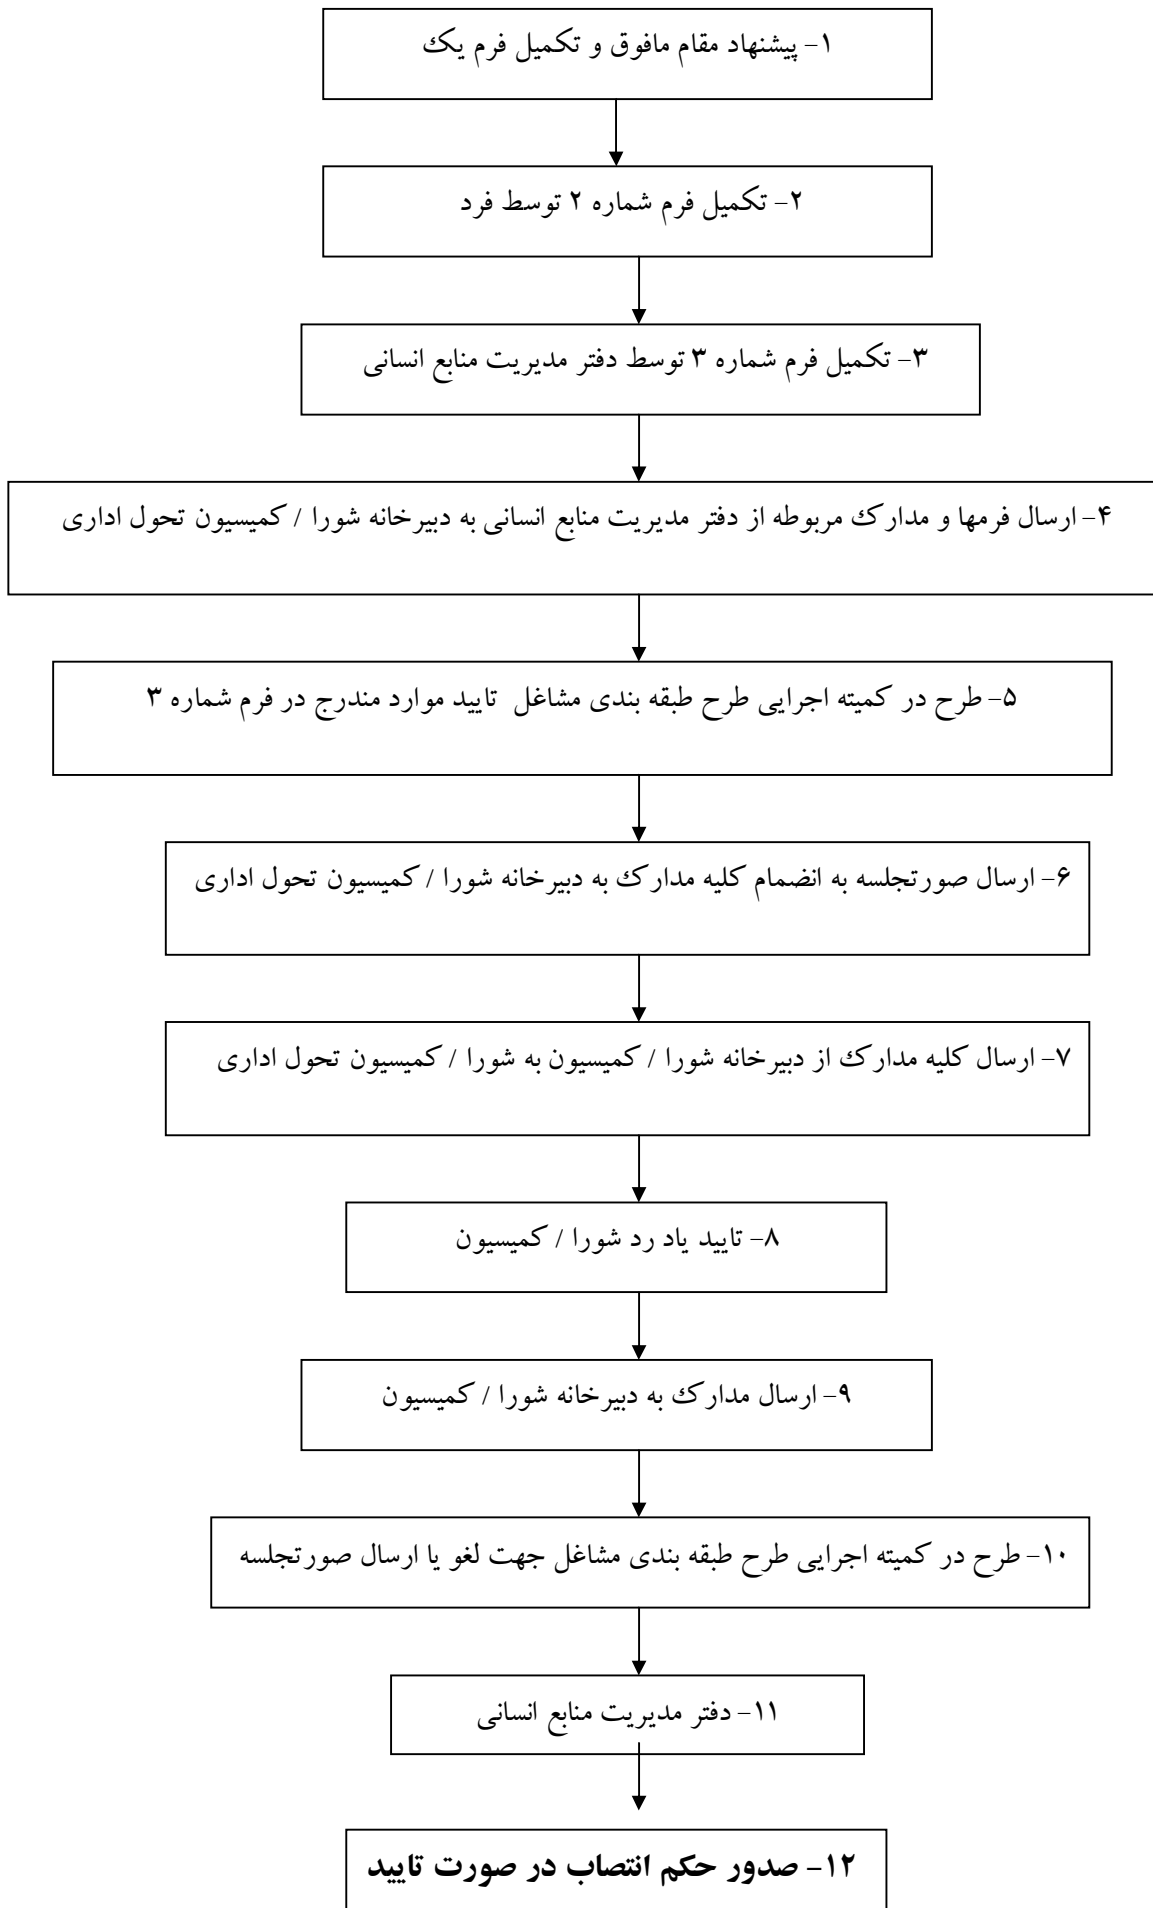 ۱- پیشنهاد مقام مافوق و تکمیل فرم یک
۲- تکمیل فرم شماره ۲ توسط فرد
۳- تکمیل فرم شماره ۳ توسط دفتر مدیریت منابع انسانی
۴- ارسال فرمها و مدارک مربوطه از دفتر مدیریت منابع انسانی به دبیرخانه شورا / کمیسیون تحول اداری
۵- طرح در کمیته اجرایی طرح طبقه بندی مشاغل تایید موارد مندرج در فرم شماره ۳
۶- ارسال صورتجلسه به انضمام کلیه مدارک به دبیرخانه شورا / کمیسیون تحول اداری
۷- ارسال کلیه مدارک از دبیرخانه شورا / کمیسیون به شورا / کمیسیون تحول اداری
۸- تایید یاد رد شورا / کمیسیون
۹- ارسال مدارک به دبیرخانه شورا / کمیسیون
۱۰- طرح در کمیته اجرایی طرح طبقه بندی مشاغل جهت لغو یا ارسال صورتجلسه
۱۱- دفتر مدیریت منابع انسانی
۱۲- صدور حکم انتصاب در صورت تایید